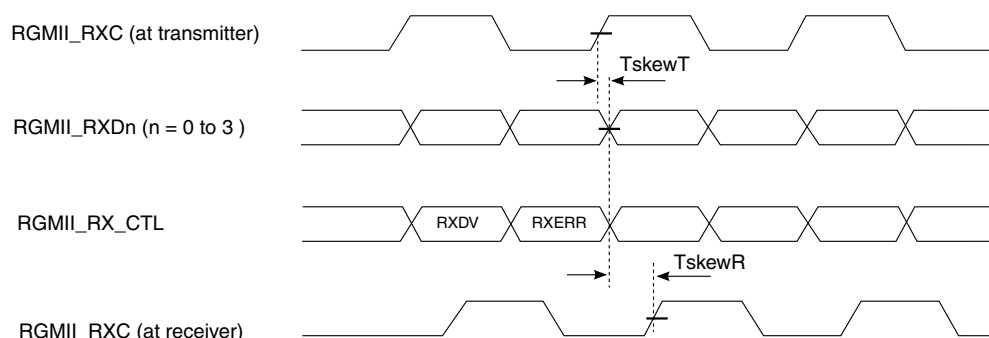 RGMII_RXC (at transmitter)
TskewT
RGMII_RXDn (n = 0 to 3 )
RGMII_RX_CTL
RXDV
RXERR
TskewR
RGMII_RXC (at receiver)